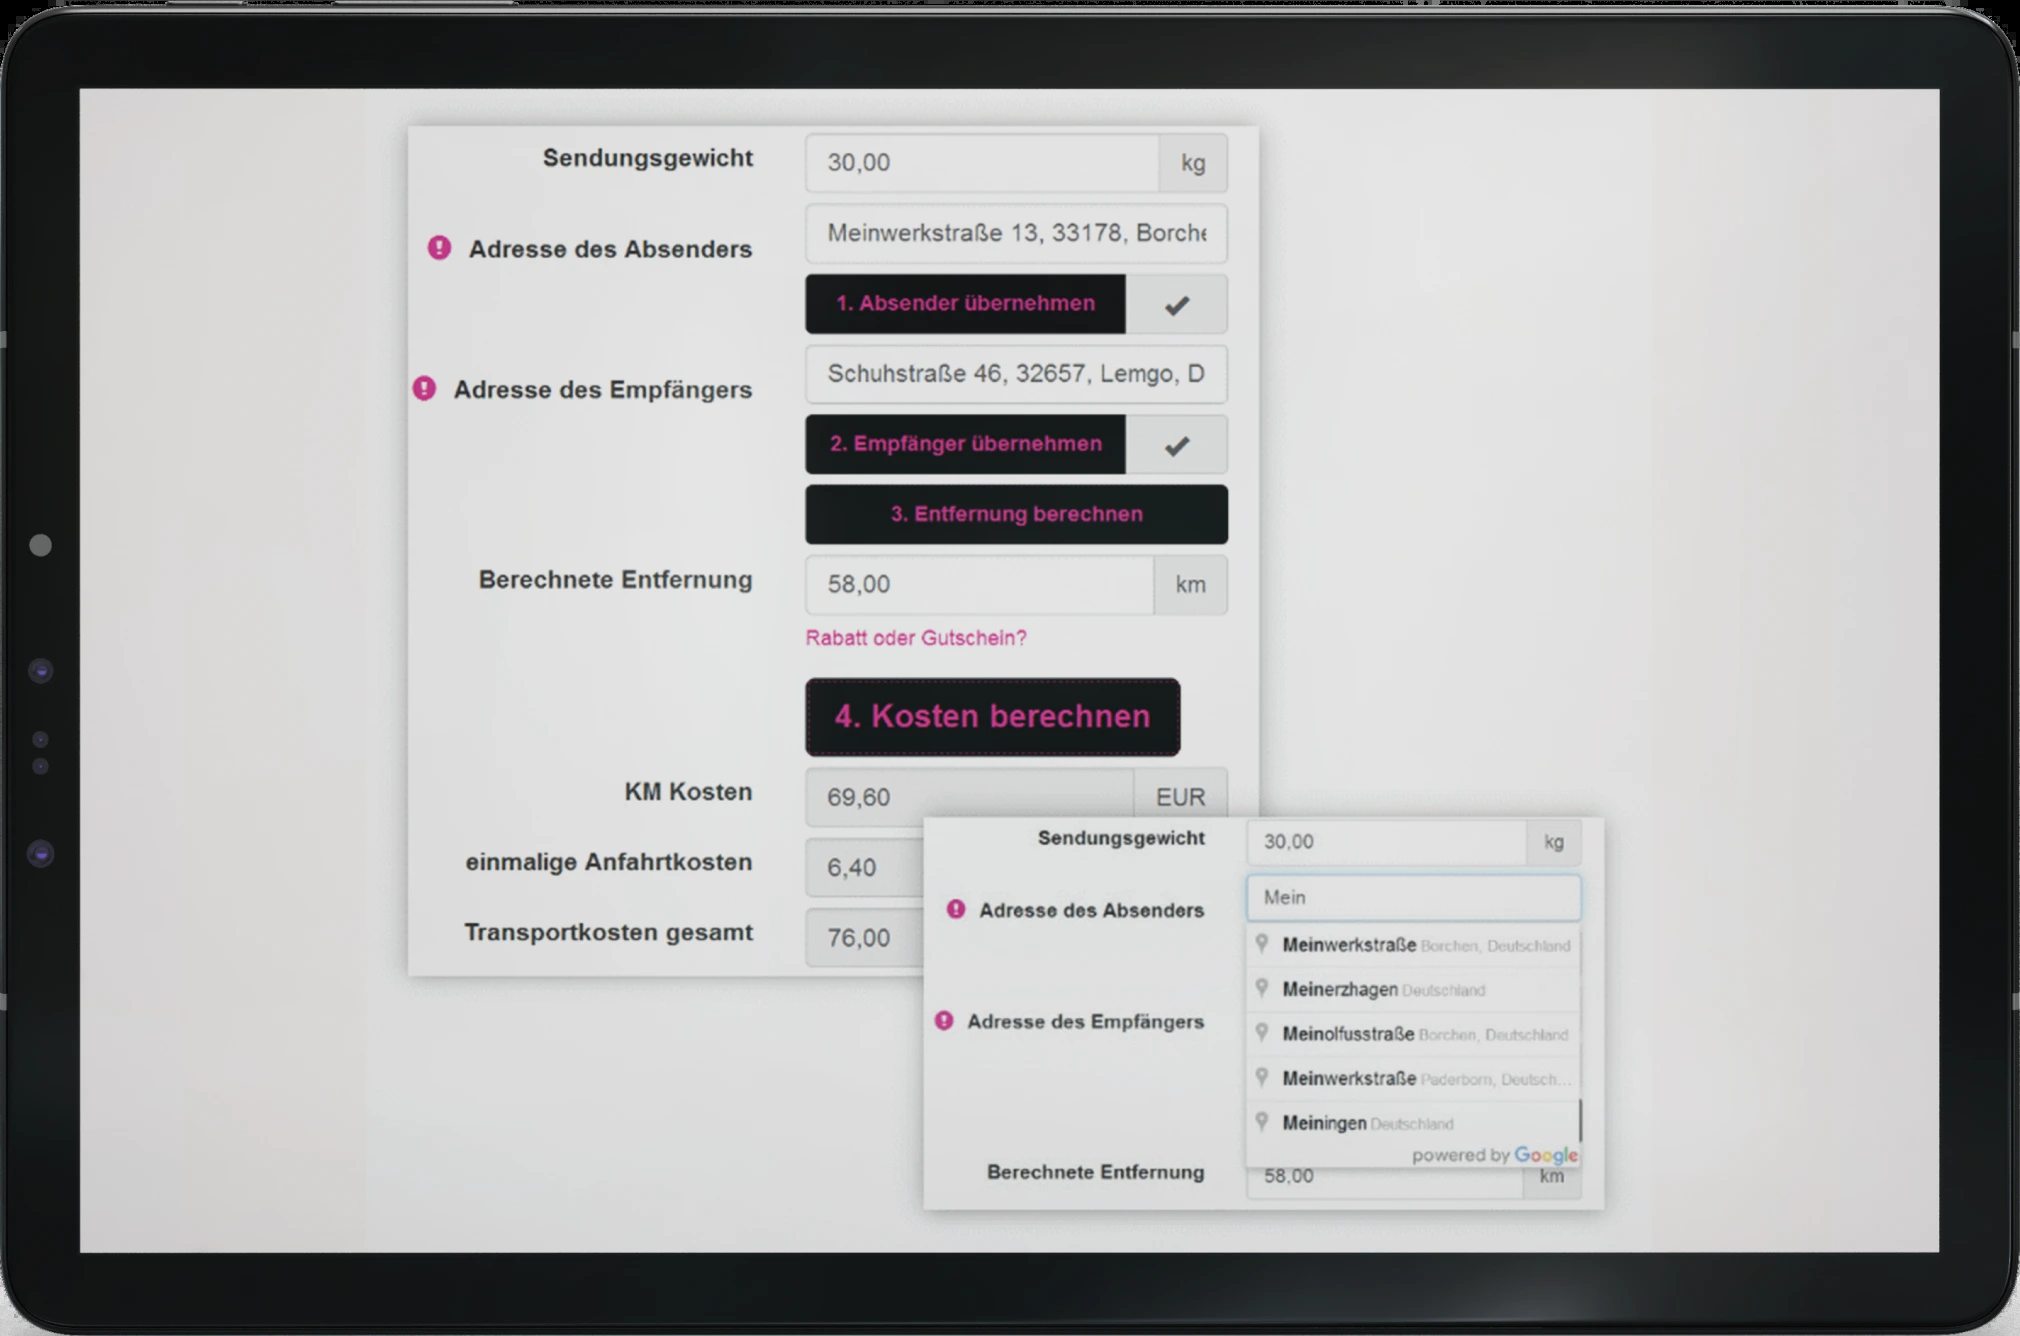 Sendungsgewicht 30,00 kg
Adresse des Absenders Meinwerkstraße 13, 33178, Borche
1. Absender übernehmen
Adresse des Empfängers Schuhstraße 46, 32657, Lemgo, D
2. Empfänger übernehmen
3. Entfernung berechnen
Berechnete Entfernung 58,00 km
Rabatt oder Gutschein?
4. Kosten berechnen
KM Kosten 69,60 EUR
einmalige Anfahrtkosten 6,40
Transportkosten gesamt 76,00
Sendungsgewicht 30,00 kg
Adresse des Absenders Mein
Meinwerkstraße Borchen, Deutschland
Meinerzhagen Deutschland
Adresse des Empfängers
Meinolfusstraße Borchen, Deutschland
Meinwerkstraße Paderborn, Deutsch...
Meiningen Deutschland
powered by Google
Berechnete Entfernung 58,00 km